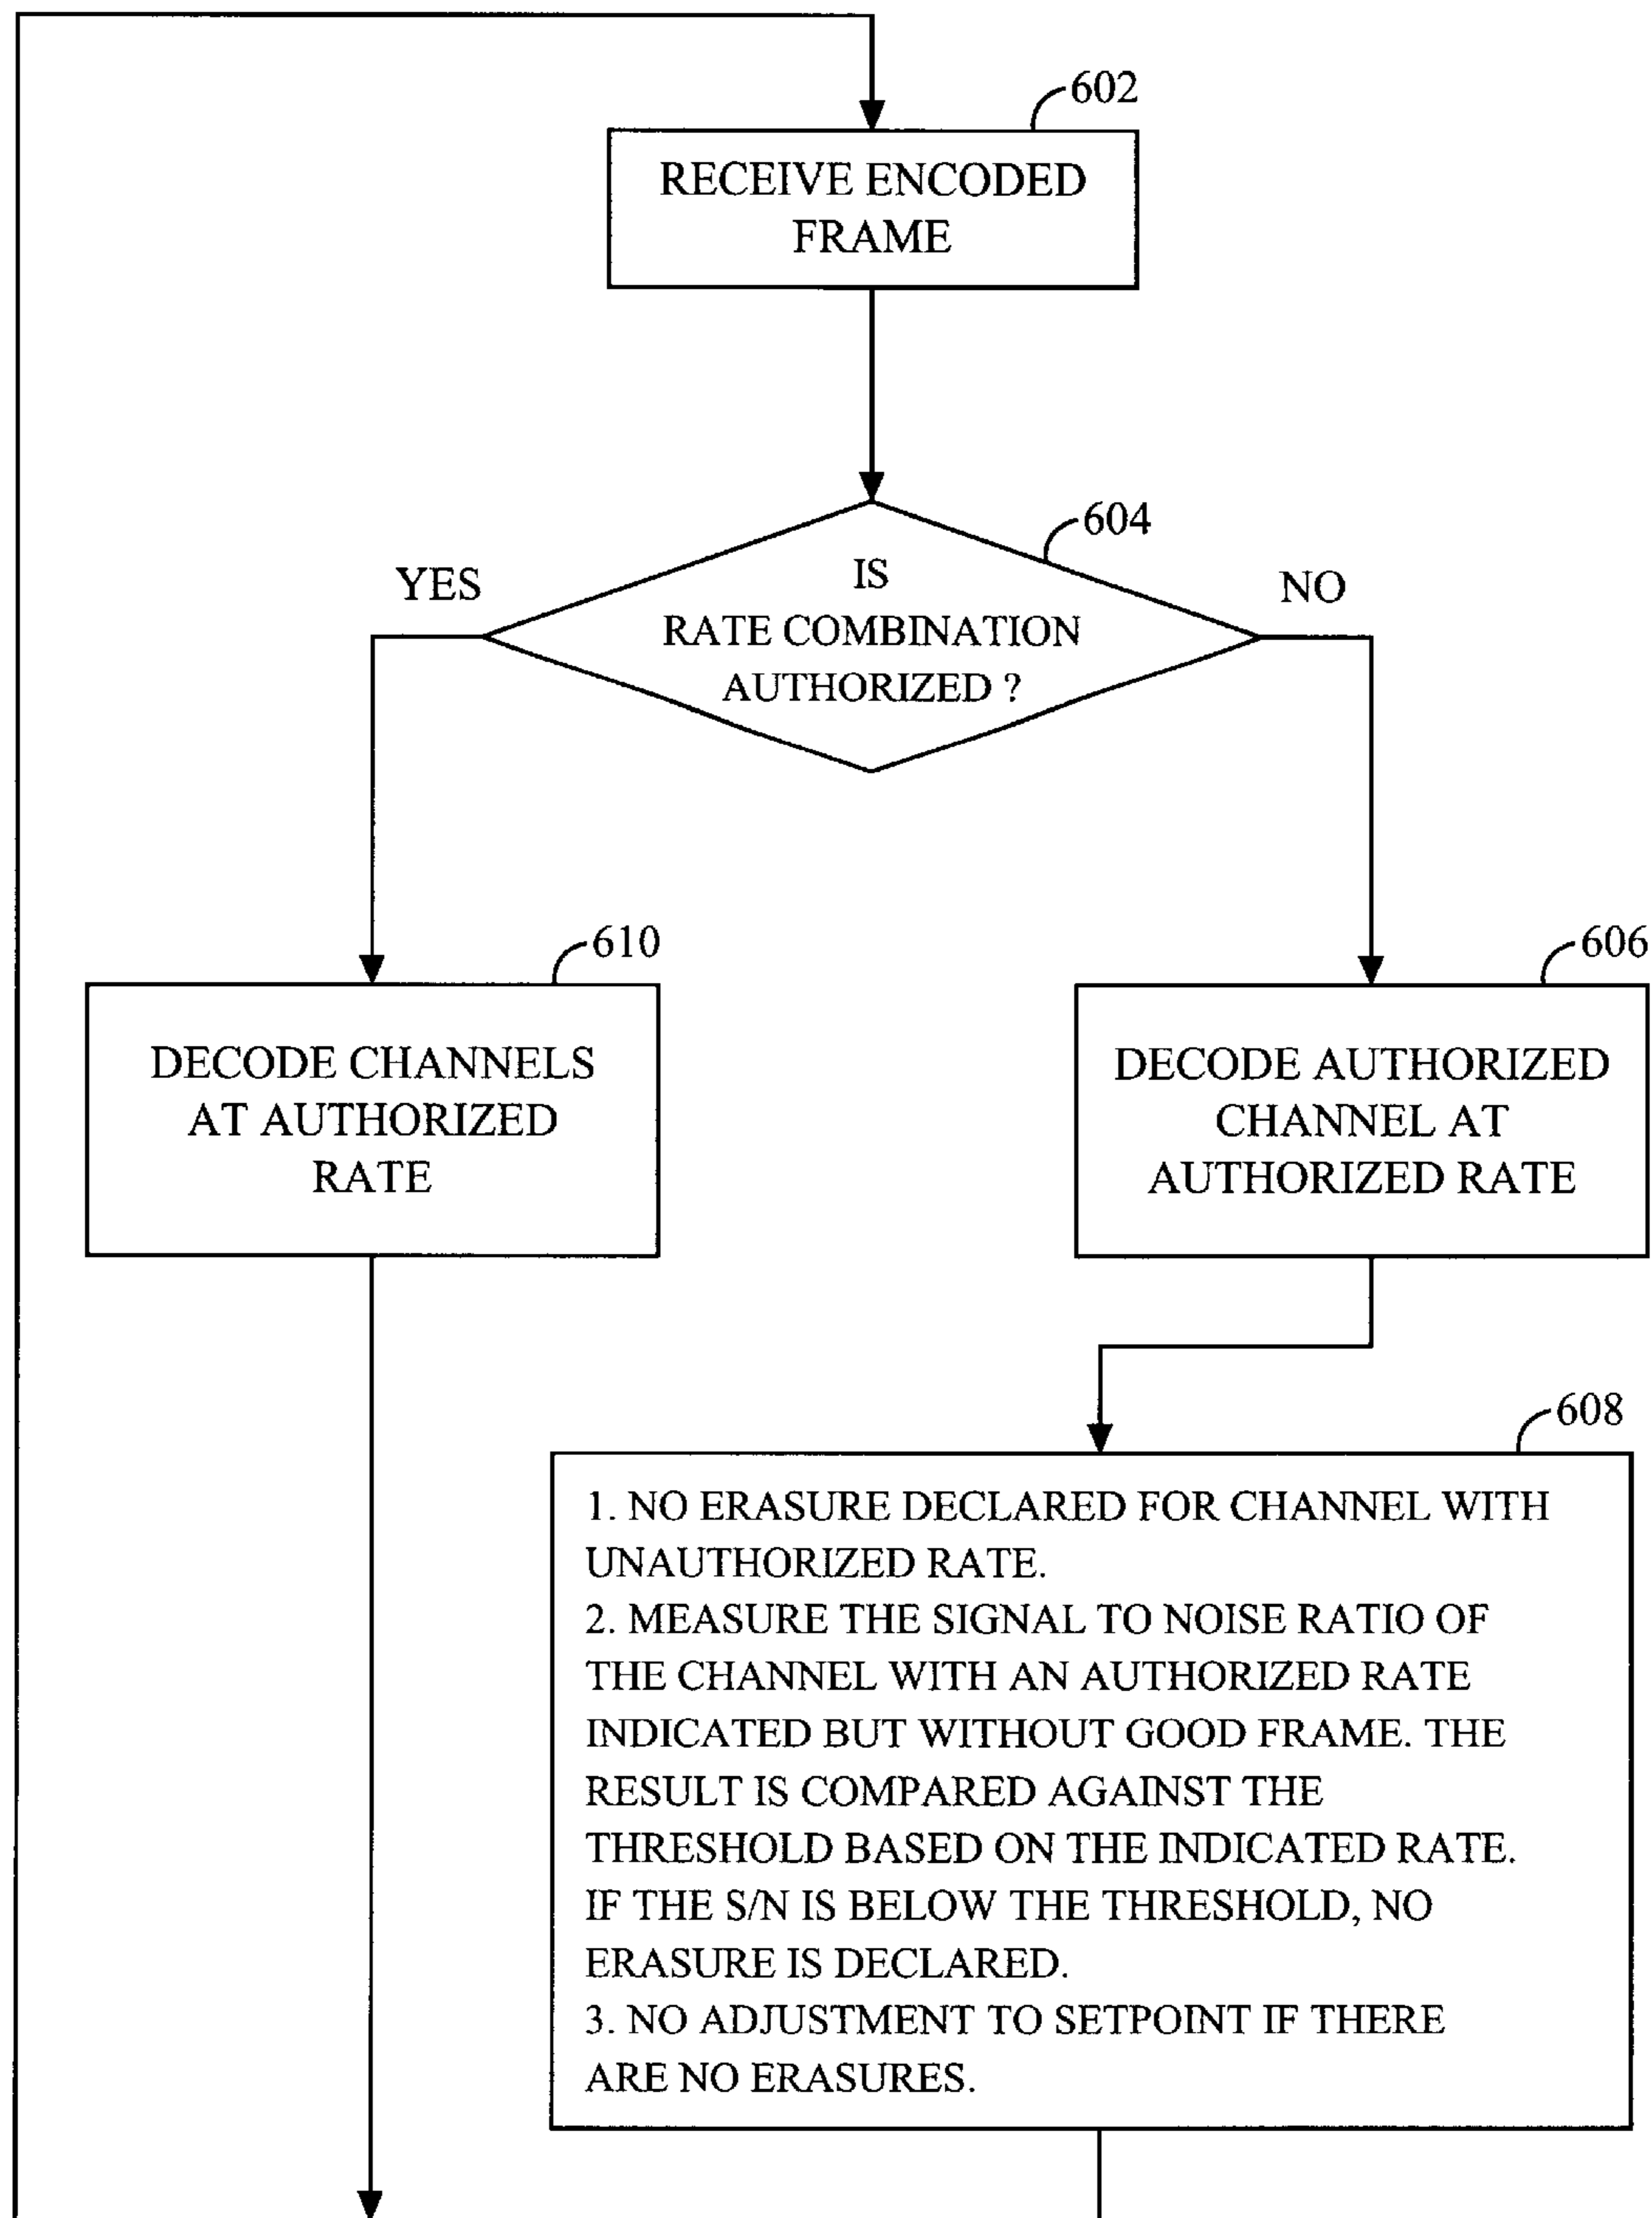 602
RECEIVE ENCODED
FRAME
604
YES
IS
RATE COMBINATION
AUTHORIZED ?
NO
610
DECODE CHANNELS
AT AUTHORIZED
RATE
606
DECODE AUTHORIZED
CHANNEL AT
AUTHORIZED RATE
608
1. NO ERASURE DECLARED FOR CHANNEL WITH
UNAUTHORIZED RATE.
2. MEASURE THE SIGNAL TO NOISE RATIO OF
THE CHANNEL WITH AN AUTHORIZED RATE
INDICATED BUT WITHOUT GOOD FRAME. THE
RESULT IS COMPARED AGAINST THE
THRESHOLD BASED ON THE INDICATED RATE.
IF THE S/N IS BELOW THE THRESHOLD, NO
ERASURE IS DECLARED.
3. NO ADJUSTMENT TO SETPOINT IF THERE
ARE NO ERASURES.